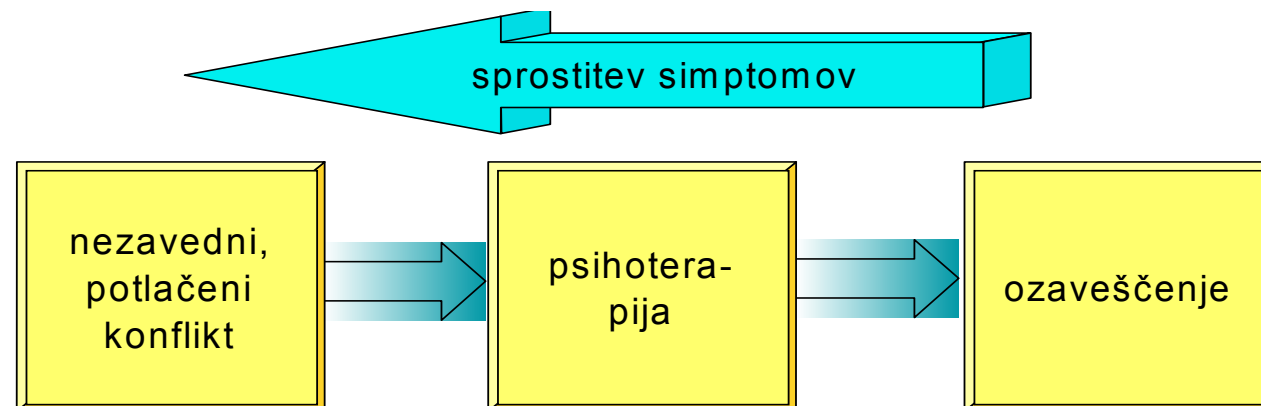 sprostitev simptomov
nezavedni,
potlačeni
konflikt
psihotera-
pija
ozaveščenje